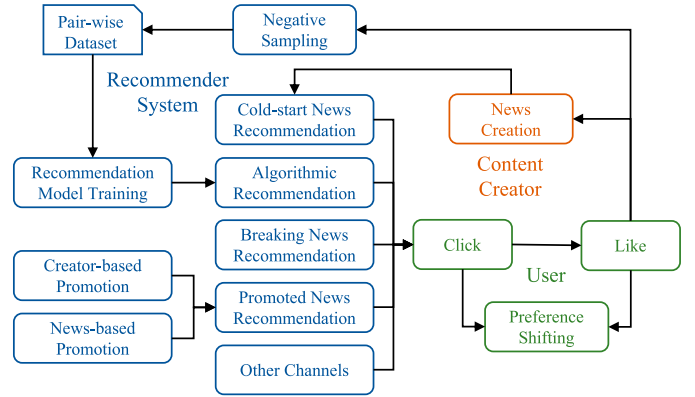 Pair-wise
Dataset
Negative
Sampling
Recommender
System
Cold-start News
Recommendation
News
Creation
Content
Creator
Recommendation
Model Training
Algorithmic
Recommendation
Breaking News
Recommendation
Click
Like
User
Creator-based
Promotion
Promoted News
Recommendation
News-based
Promotion
Preference
Shifting
Other Channels